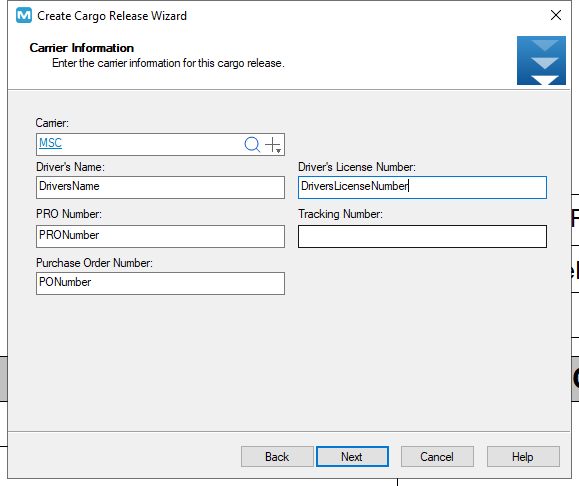 Create Cargo Release Wizard
Carrier Information
Enter the carrier information for this cargo release.
Carrier:
MSC
Driver's Name:
Driver's License Number:
DriversName
DriversLicenseNumber
PRO Number:
Tracking Number:
PRONumber
Purchase Order Number:
PONumber
Back
Next
Cancel
Help